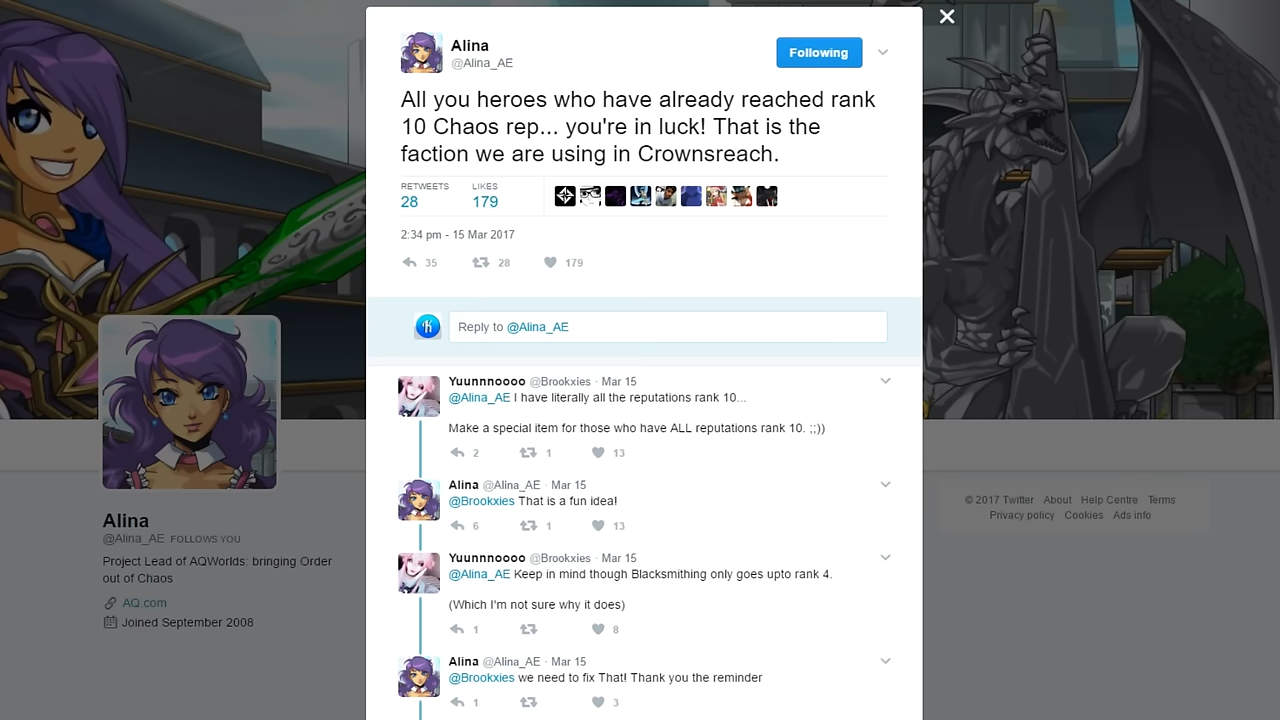 Alina
@Alina_AE
Following
All you heroes who have already reached rank
10 Chaos rep... you're in luck! That is the
faction we are using in Crownsreach.
RETWEETS LIKES
28 179
2:34 pm - 15 Mar 2017
35 28 179
Reply to @Alina_AE
Yuunnnoooo @Brookxies · Mar 15
@Alina_AE I have literally all the reputations rank 10...
Make a special item for those who have ALL reputations rank 10. ;;))
2 1 13
Alina @Alina_AE · Mar 15
@Brookxies That is a fun idea!
6 1 13
Yuunnnoooo @Brookxies · Mar 15
@Alina_AE Keep in mind though Blacksmithing only goes upto rank 4.
(Which I'm not sure why it does)
1 8
Alina @Alina_AE · Mar 15
@Brookxies we need to fix That! Thank you the reminder
1 3
Alina
@Alina_AE FOLLOWS YOU
Project Lead of AQWorlds: bringing Order
out of Chaos
AQ.com
Joined September 2008
© 2017 Twitter About Help Centre Terms
Privacy policy Cookies Ads info